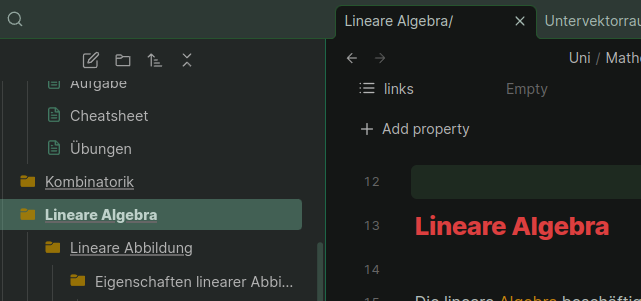 Lineare Algebra/
Untervektorrau
Uni / Mathe
Aufgabe
Cheatsheet
Übungen
Kombinatorik
Lineare Algebra
Lineare Abbildung
Eigenschaften linearer Abbi...
links
Empty
Add property
12
13
Lineare Algebra
14
15
Die lineare Algebra